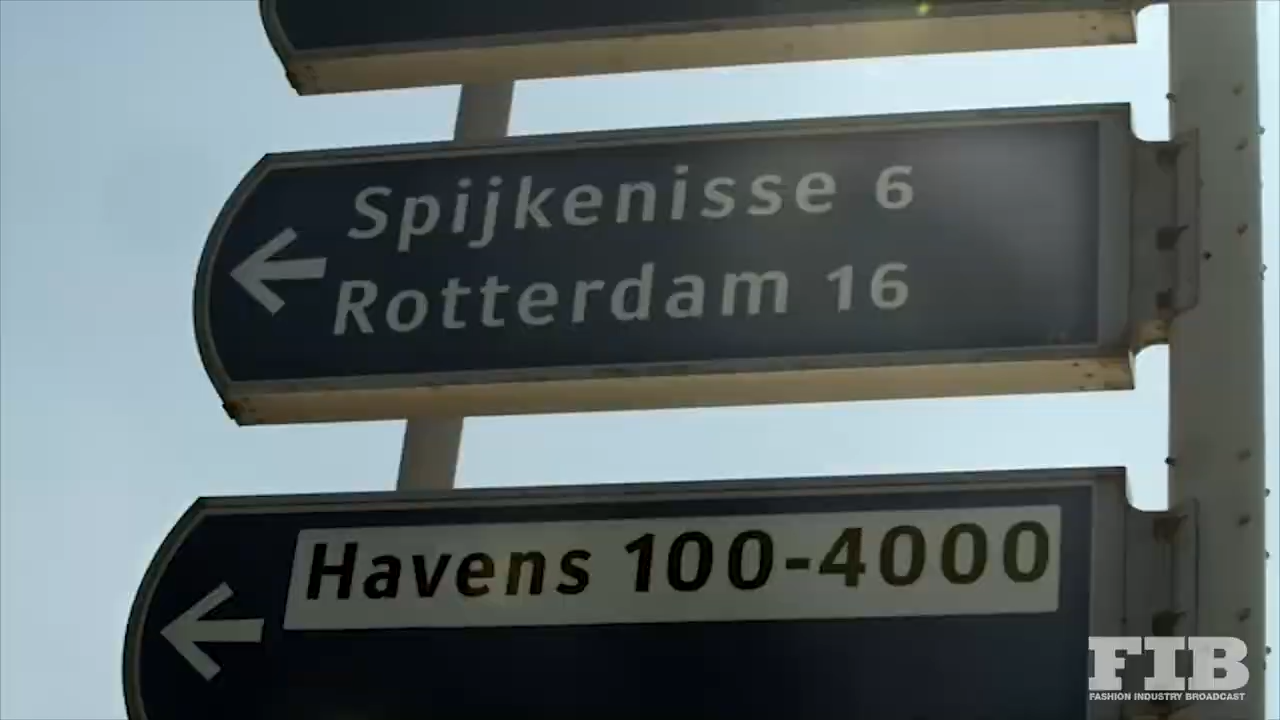 Spijkenisse 6
Rotterdam 16
Havens 100-4000
FIB
FASHION INDUSTRY BROADCAST